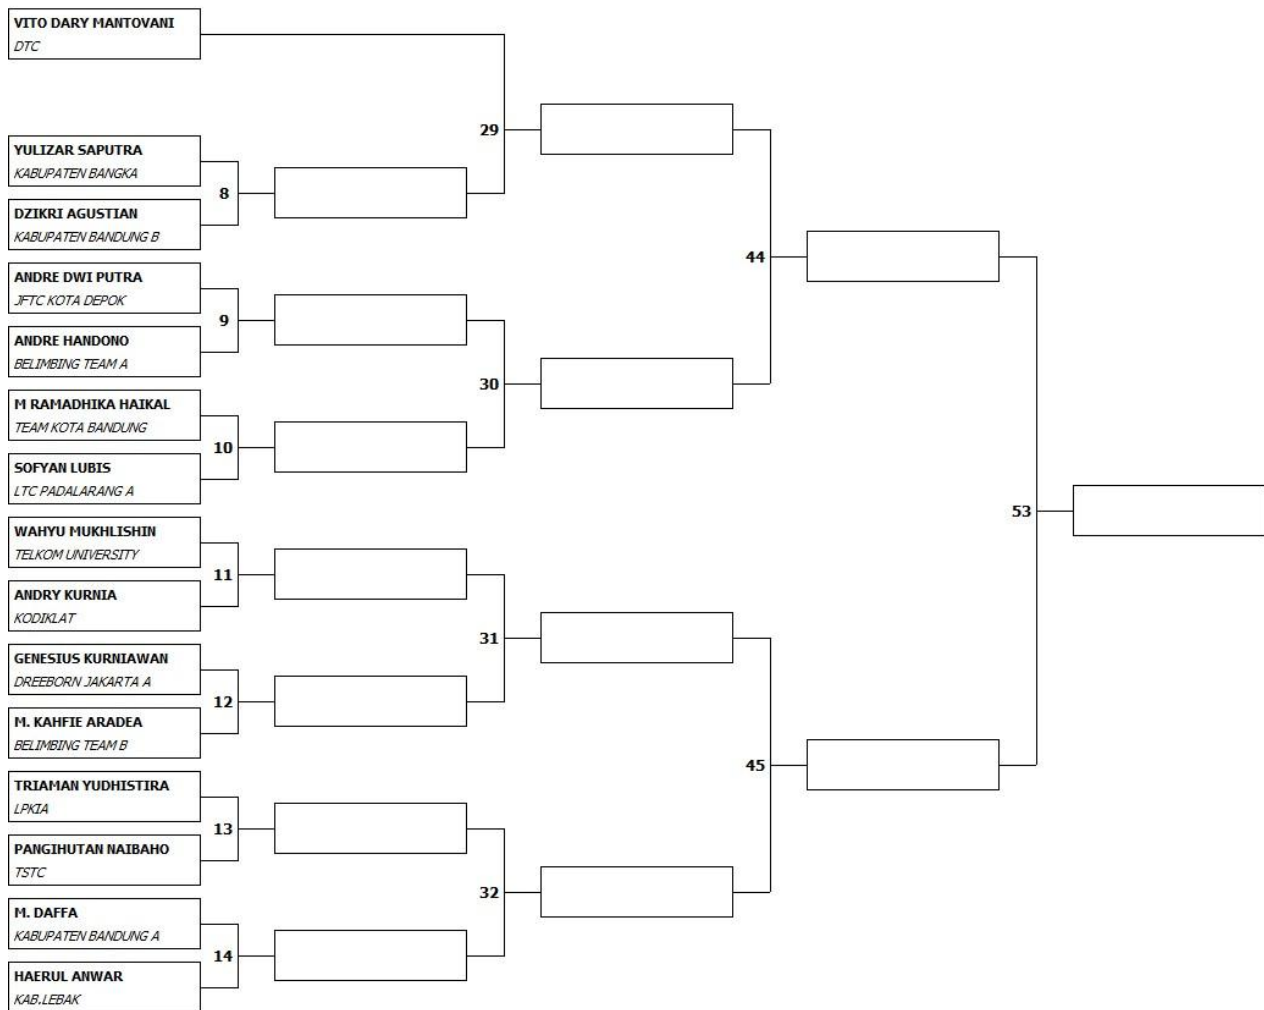 VITO DARY MANTOVANI
DTC
YULIZAR SAPUTRA
KABUPATEN BANGKA
DZIKRI AGUSTIAN
KABUPATEN BANDUNG B
ANDRE DWI PUTRA
JFTC KOTA DEPOK
ANDRE HANDONO
BELIMBING TEAM A
M RAMADHIKA HAIKAL
TEAM KOTA BANDUNG
SOFYAN LUBIS
LTC PADALARANG A
WAHYU MUKHLISHIN
TELKOM UNIVERSITY
ANDRY KURNIA
KODIKLAT
GENESIUS KURNIAWAN
DREEBORN JAKARTA A
M. KAHFIE ARADEA
BELIMBING TEAM B
TRIAMAN YUDHISTIRA
LPKIA
PANGIHUTAN NAIBAHO
TSTC
M. DAFFA
KABUPATEN BANDUNG A
HAERUL ANWAR
KAB.LEBAK
8
9
10
11
12
13
14
29
30
31
32
44
45
53